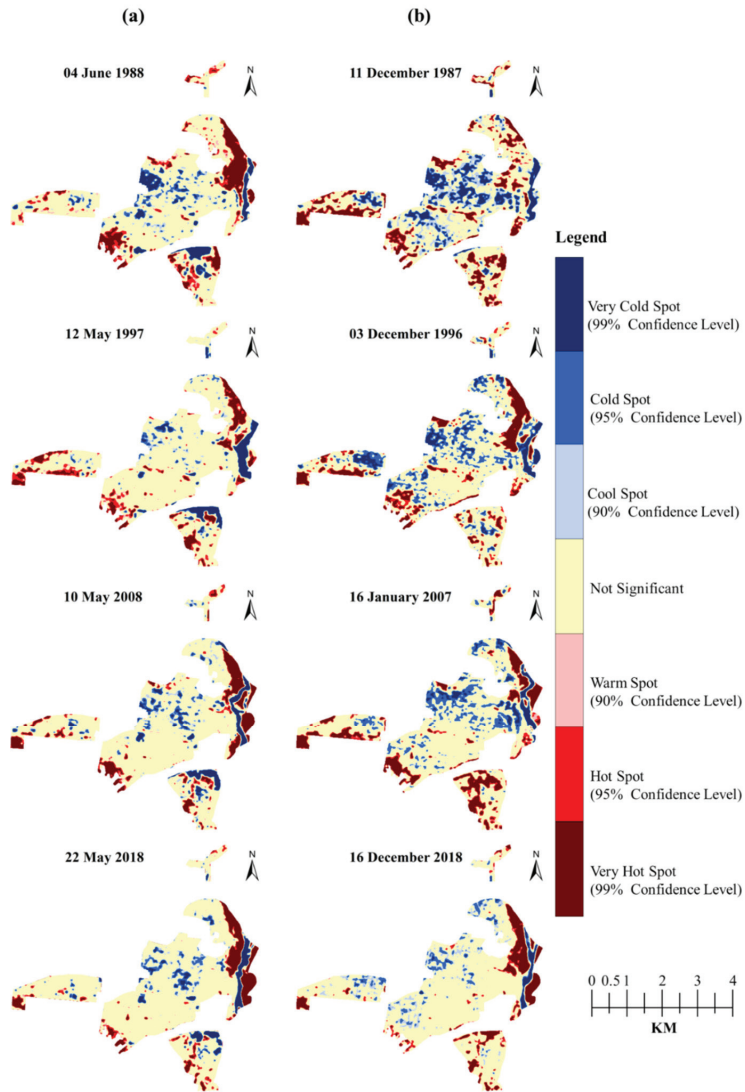 (a)
(b)
04 June 1988
N
11 December 1987
N
Legend
Very Cold Spot
(99% Confidence Level)
12 May 1997
N
03 December 1996
N
Cold Spot
(95% Confidence Level)
Cool Spot
(90% Confidence Level)
Not Significant
10 May 2008
N
16 January 2007
N
Warm Spot
(90% Confidence Level)
Hot Spot
(95% Confidence Level)
Very Hot Spot
(99% Confidence Level)
22 May 2018
N
16 December 2018
N
0 0.5 1 2 3 4
KM